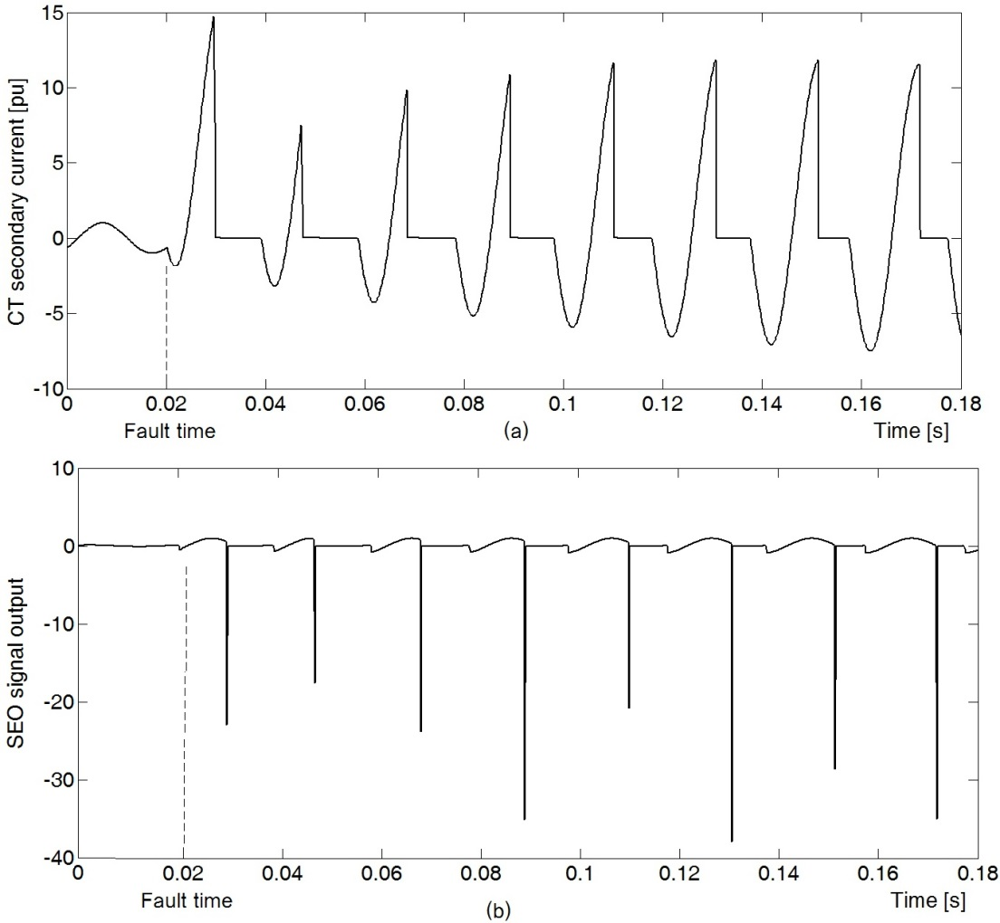 CT secondary current [pu]
15
10
5
0
-5
-10
0 0.02 0.04 0.06 0.08 0.1 0.12 0.14 0.16 0.18
Fault time (a) Time [s]
SEO signal output
10
0
-10
-20
-30
-40
0 0.02 0.04 0.06 0.08 0.1 0.12 0.14 0.16 0.18
Fault time (b) Time [s]